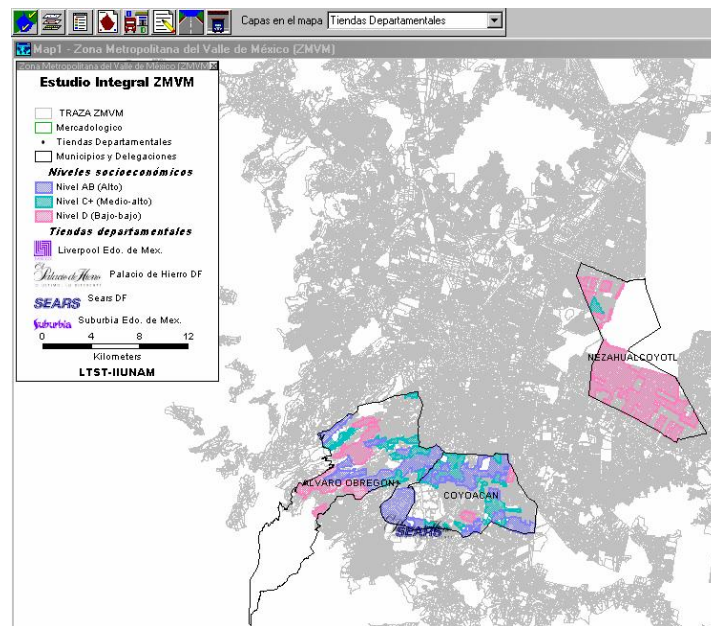 Capas en el mapa Tiendas Departamentales
Map1 - Zona Metropolitana del Valle de México (ZMVM)
Zona Metropolitana del Valle de México (ZMVM)
Estudio Integral ZMVM
TRAZA ZMVM
Mercadologico
Tiendas Departamentales
Municipios y Delegaciones
Niveles socioeconómicos
Nivel AB (Alto)
Nivel C+ (Medio-alto)
Nivel D (Bajo-bajo)
Tiendas departamentales
Liverpool Edo. de Mex.
El Palacio de Hierro Palacio de Hierro DF
SEARS Sears DF
Suburbia Suburbia Edo. de Mex.
0 4 8 12
Kilometers
LTST-IIUNAM
NEZAHUALCOYOTL
ALVARO OBREGON
COYOACAN
SEARS